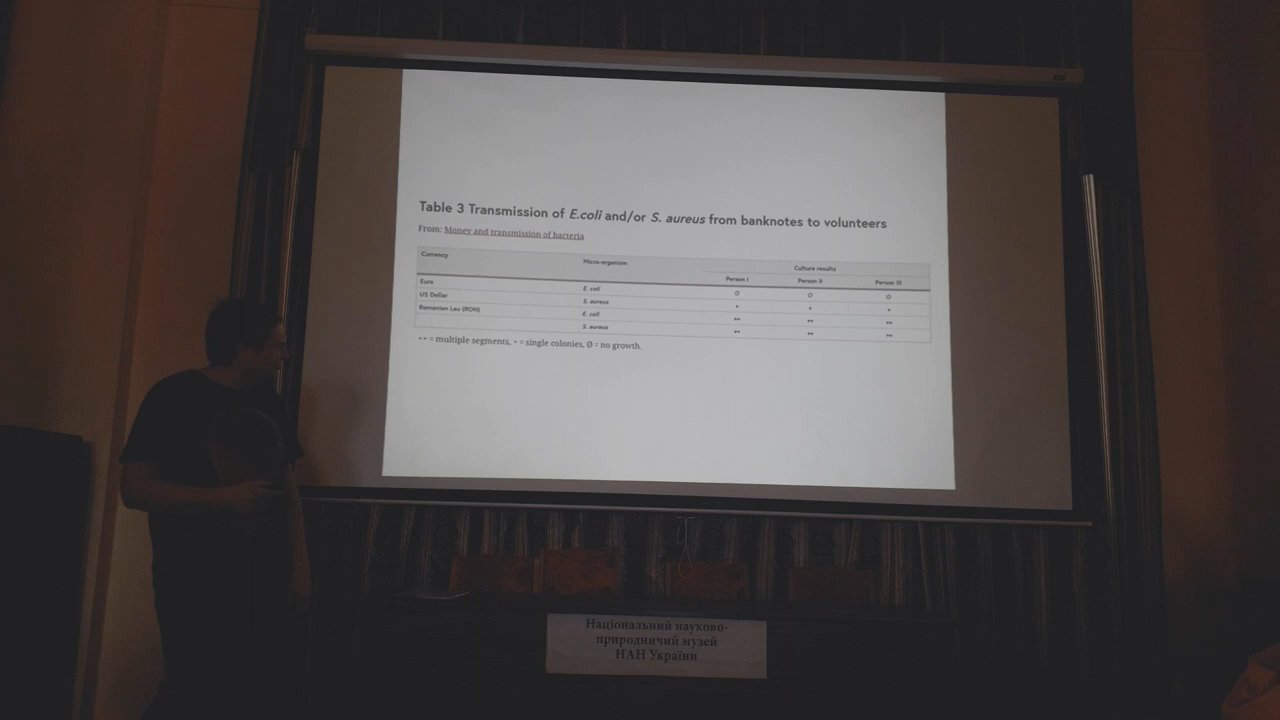 Table 3 Transmission of E.coli and/or S. aureus from banknotes to volunteers
From: Money and transmission of bacteria
Currency Micro-organism Culture results
Person I Person II Person III
Euro E. coli Ø Ø Ø
US Dollar S. aureus + + +
Romanian Leu (RON) E. coli ++ ++ ++
S. aureus ++ ++ ++
++ = multiple segments, + = single colonies, Ø = no growth.
Національний науково-
природничий музей
НАН України